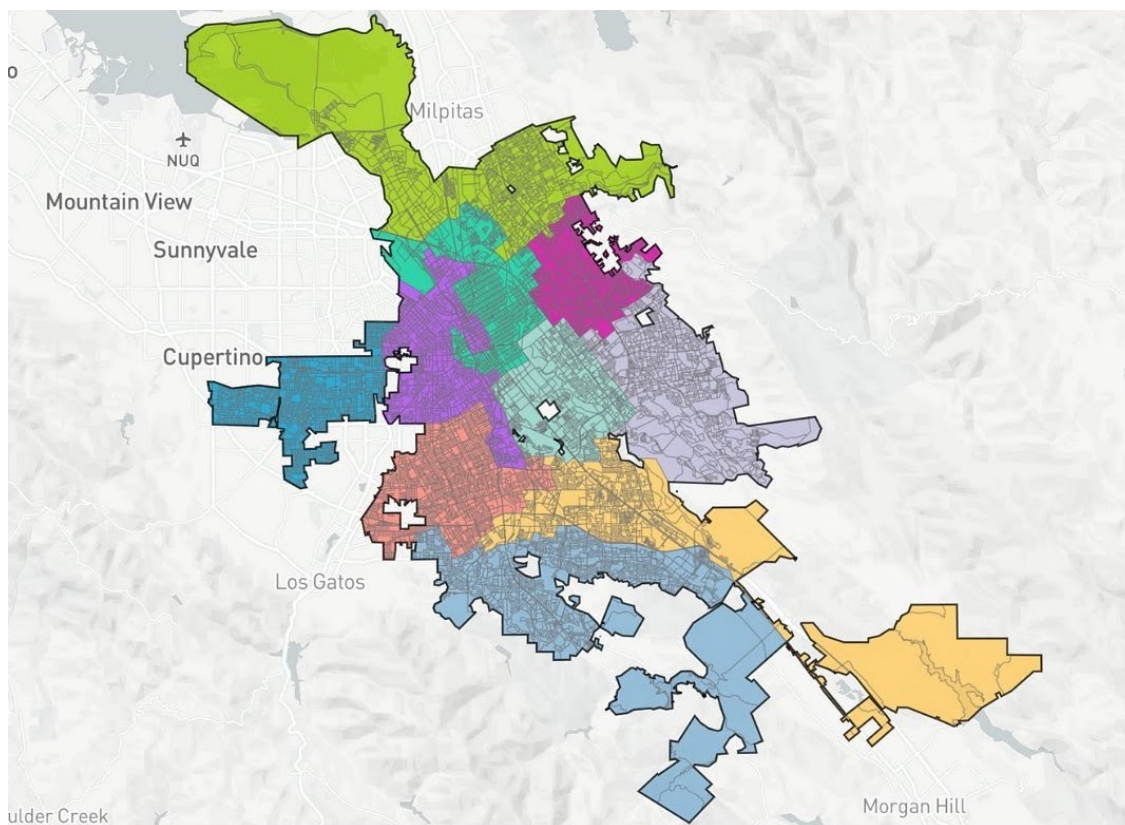 Milpitas
NUQ
Mountain View
Sunnyvale
Cupertino
Los Gatos
Morgan Hill
ulder Creek
o